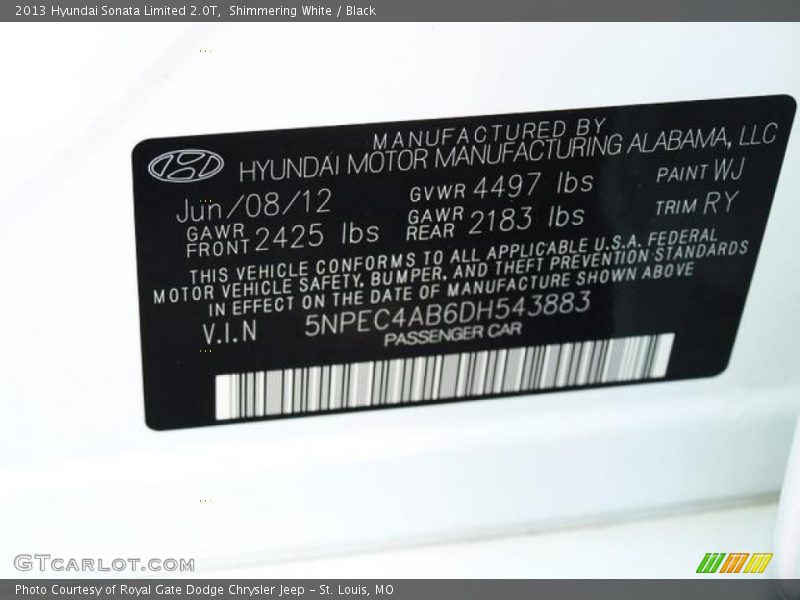 2013 Hyundai Sonata Limited 2.0T,  Shimmering White / Black
MANUFACTURED BY
HYUNDAI MOTOR MANUFACTURING ALABAMA, LLC
Jun/08/12 GVWR 4497 lbs PAINT WJ
GAWR FRONT 2425 lbs GAWR REAR 2183 lbs TRIM RY
THIS VEHICLE CONFORMS TO ALL APPLICABLE U.S.A. FEDERAL
MOTOR VEHICLE SAFETY, BUMPER, AND THEFT PREVENTION STANDARDS
IN EFFECT ON THE DATE OF MANUFACTURE SHOWN ABOVE
V.I.N 5NPEC4AB6DH543883
PASSENGER CAR
GTCARLOT.COM
Photo Courtesy of Royal Gate Dodge Chrysler Jeep - St. Louis, MO